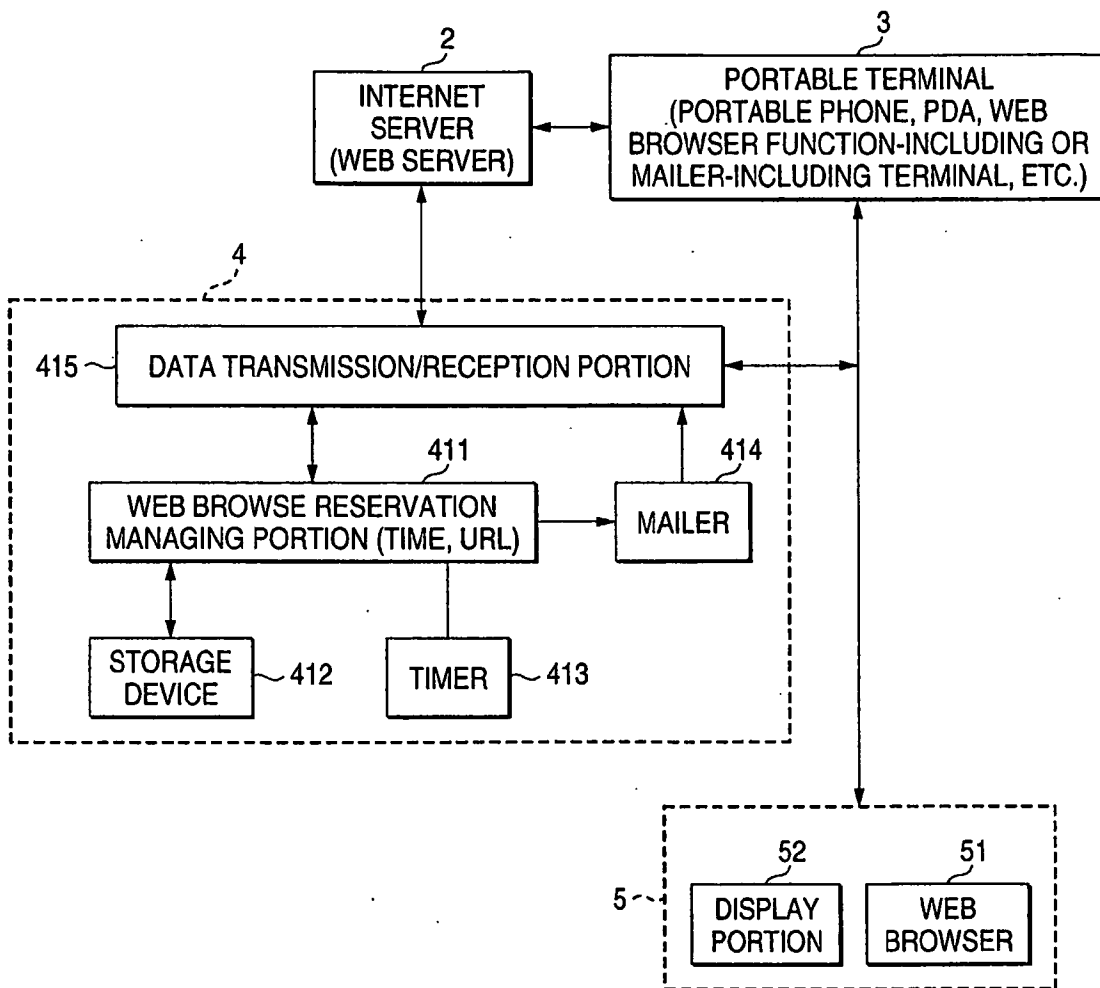 2
INTERNET
SERVER
(WEB SERVER)
3
PORTABLE TERMINAL
(PORTABLE PHONE, PDA, WEB
BROWSER FUNCTION-INCLUDING OR
MAILER-INCLUDING TERMINAL, ETC.)
4
415
DATA TRANSMISSION/RECEPTION PORTION
411
WEB BROWSE RESERVATION
MANAGING PORTION (TIME, URL)
414
MAILER
STORAGE
DEVICE
412
TIMER
413
5
52
DISPLAY
PORTION
51
WEB
BROWSER